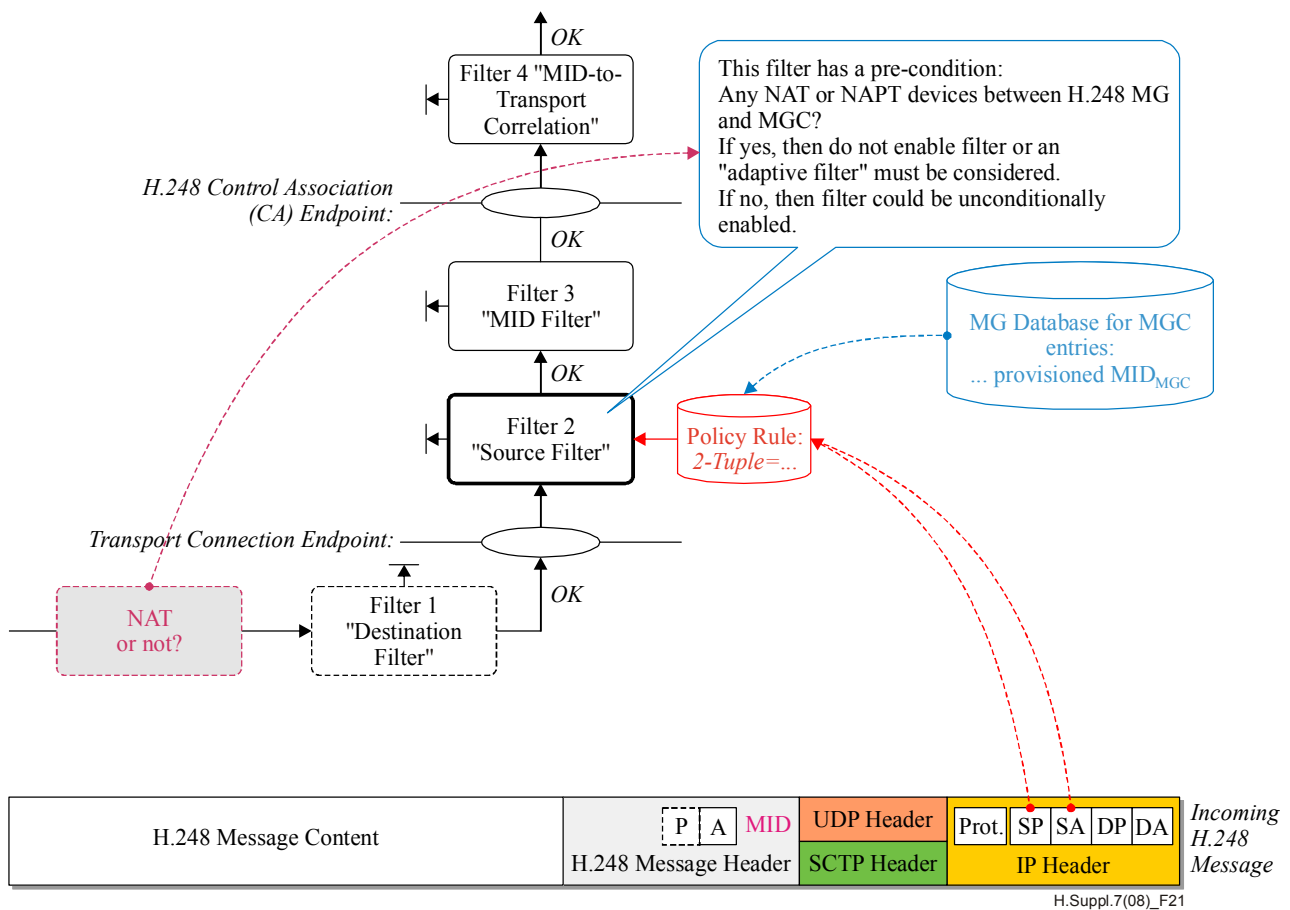 OK
Filter 4 "MID-to-
Transport
Correlation"
This filter has a pre-condition:
Any NAT or NAPT devices between H.248 MG
and MGC?
If yes, then do not enable filter or an
"adaptive filter" must be considered.
If no, then filter could be unconditionally
enabled.
H.248 Control Association
(CA) Endpoint:
OK
Filter 3
"MID Filter"
MG Database for MGC
entries:
... provisioned MIDMGC
OK
Filter 2
"Source Filter"
Policy Rule:
2-Tuple=...
Transport Connection Endpoint:
OK
NAT
or not?
Filter 1
"Destination
Filter"
H.248 Message Content
P A MID
H.248 Message Header
UDP Header
SCTP Header
Prot. SP SA DP DA
IP Header
Incoming
H.248
Message
H.Suppl.7(08)_F21